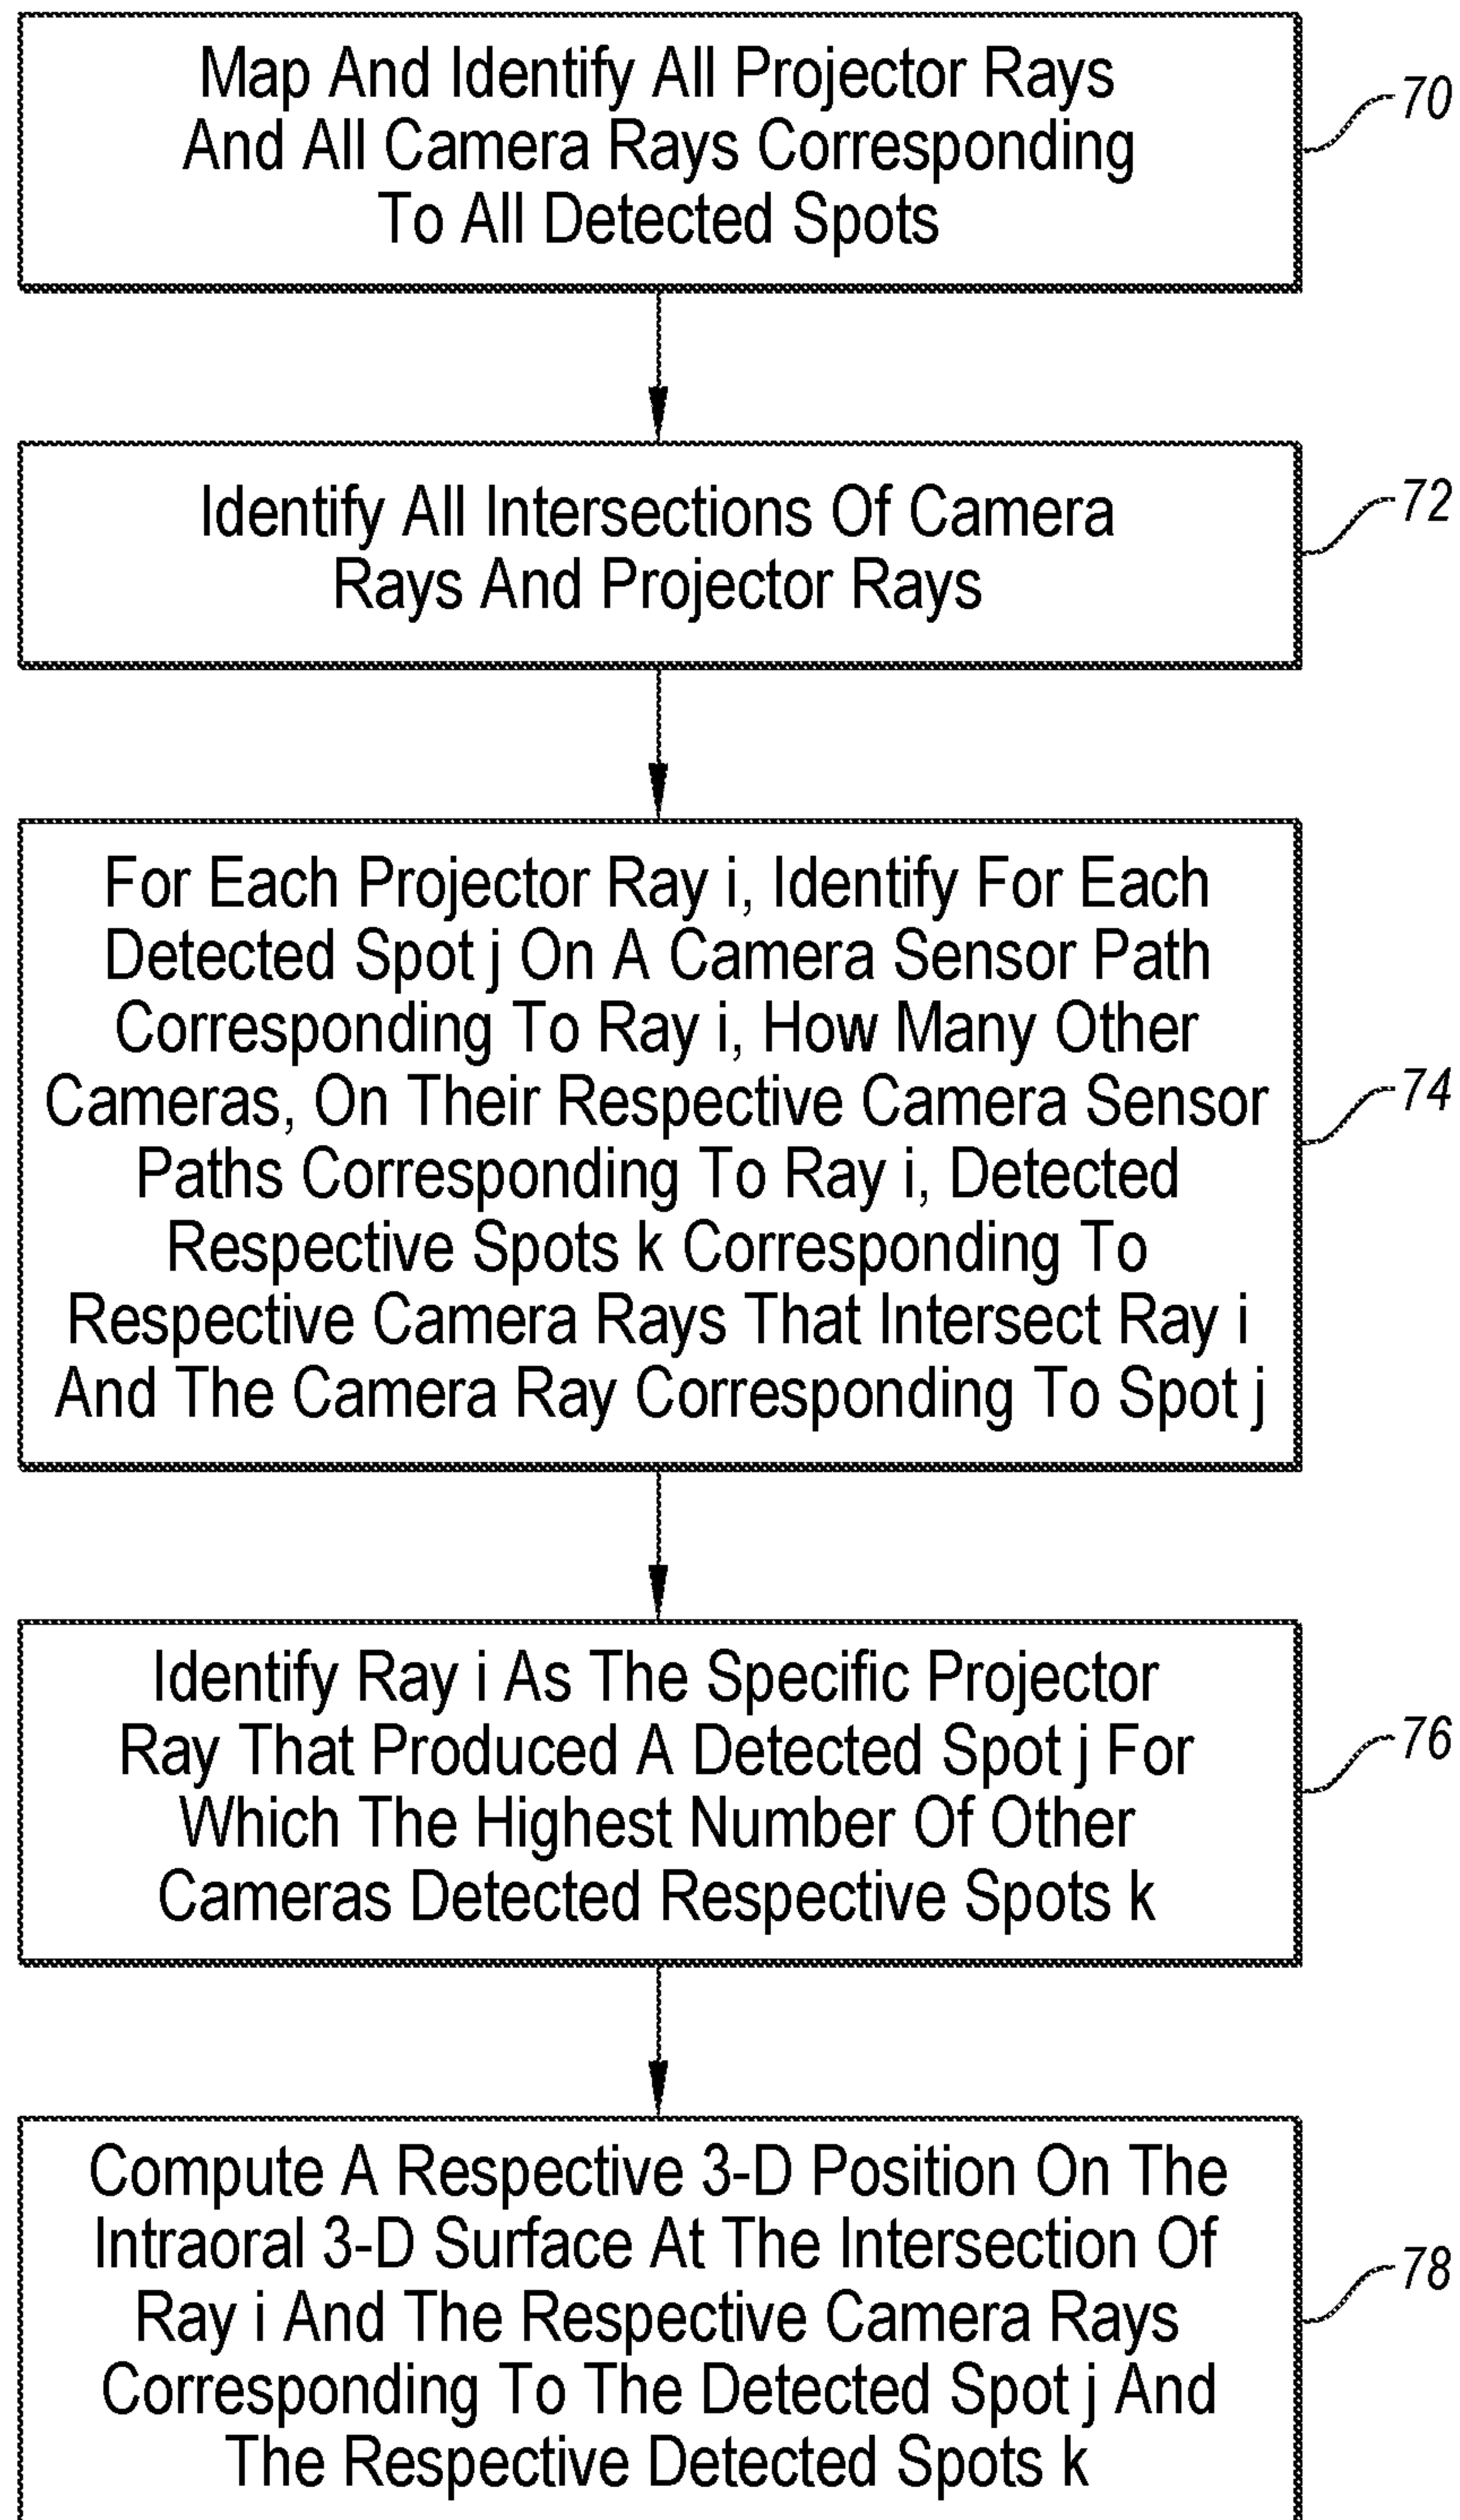 Map And Identify All Projector Rays
And All Camera Rays Corresponding
To All Detected Spots
70
Identify All Intersections Of Camera
Rays And Projector Rays
72
For Each Projector Ray i, Identify For Each
Detected Spot j On A Camera Sensor Path
Corresponding To Ray i, How Many Other
Cameras, On Their Respective Camera Sensor
Paths Corresponding To Ray i, Detected
Respective Spots k Corresponding To
Respective Camera Rays That Intersect Ray i
And The Camera Ray Corresponding To Spot j
74
Identify Ray i As The Specific Projector
Ray That Produced A Detected Spot j For
Which The Highest Number Of Other
Cameras Detected Respective Spots k
76
Compute A Respective 3-D Position On The
Intraoral 3-D Surface At The Intersection Of
Ray i And The Respective Camera Rays
Corresponding To The Detected Spot j And
The Respective Detected Spots k
78